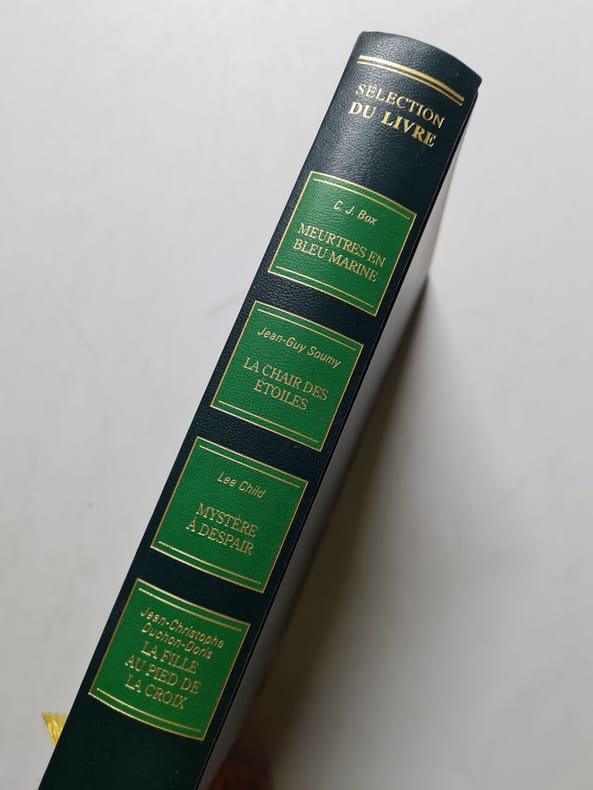 SÉLECTION
DU LIVRE
C. J. Box
MEURTRES EN
BLEU MARINE
Jean-Guy Soumy
LA CHAIR DES
ÉTOILES
Lee Child
MYSTÈRE
À DESPAIR
Jean-Christophe
Duchon-Doris
LA FILLE
AU PIED DE
LA CROIX